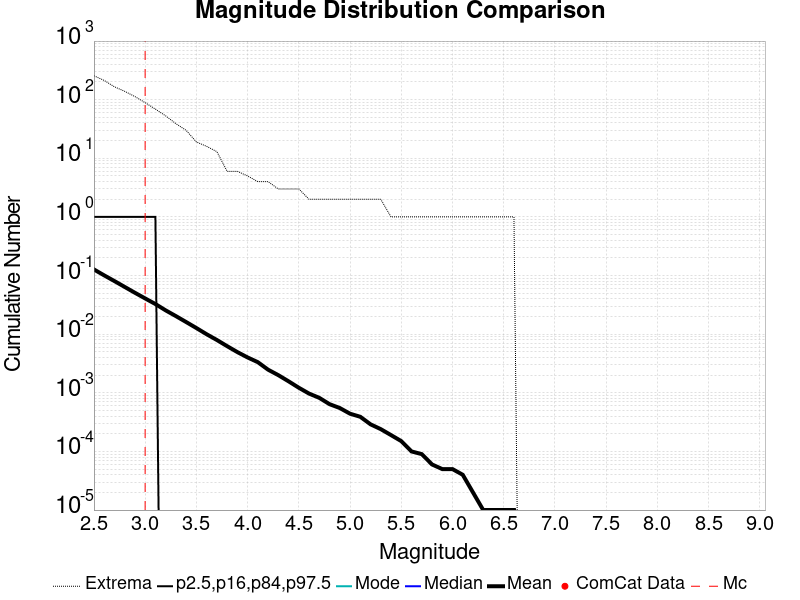 Magnitude Distribution Comparison
10^3
10^2
10^1
10^0
10^-1
10^-2
10^-3
10^-4
10^-5
Cumulative Number
2.5 3.0 3.5 4.0 4.5 5.0 5.5 6.0 6.5 7.0 7.5 8.0 8.5 9.0
Magnitude
Extrema p2.5,p16,p84,p97.5 Mode Median Mean ComCat Data Mc